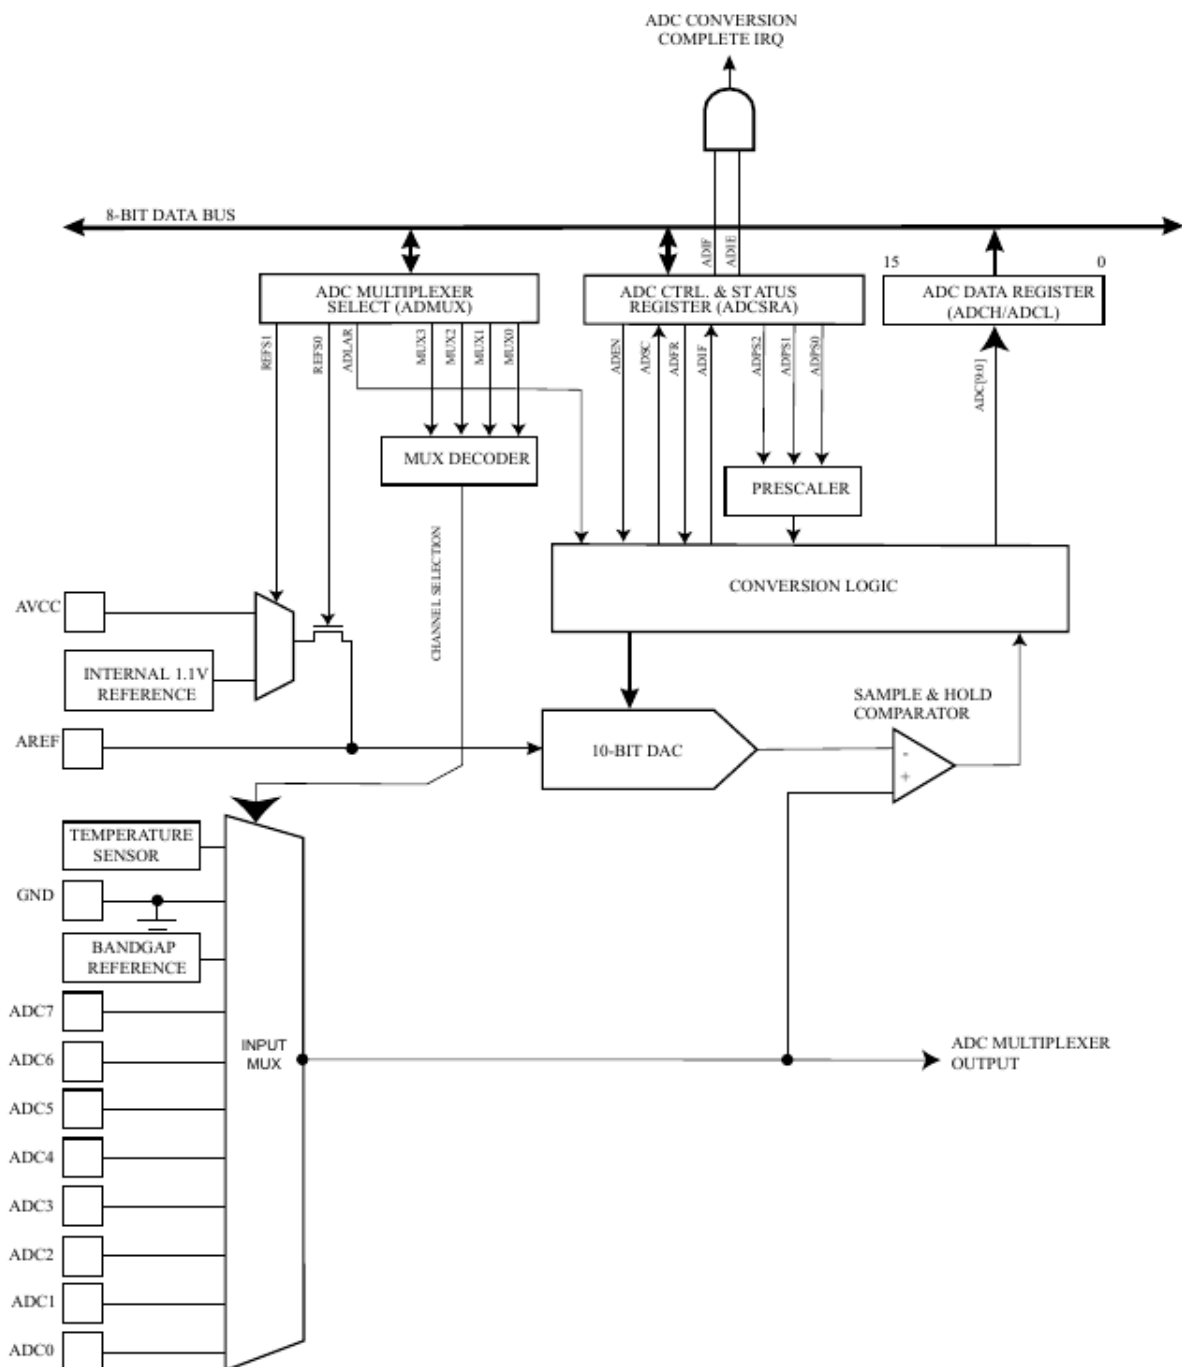 ADC CONVERSION
COMPLETE IRQ
8-BIT DATA BUS
ADIF
ADIE
15
0
ADC MULTIPLEXER
SELECT (ADMUX)
ADC CTRL. & STATUS
REGISTER (ADCSRA)
ADC DATA REGISTER
(ADCH/ADCL)
REFS1
REFS0
ADLAR
MUX3
MUX2
MUX1
MUX0
ADEN
ADSC
ADFR
ADIF
ADPS2
ADPS1
ADPS0
ADC[9:0]
MUX DECODER
PRESCALER
CHANNEL SELECTION
CONVERSION LOGIC
AVCC
INTERNAL 1.1V
REFERENCE
SAMPLE & HOLD
COMPARATOR
AREF
10-BIT DAC
-
+
TEMPERATURE
SENSOR
GND
BANDGAP
REFERENCE
ADC7
ADC6
INPUT
MUX
ADC MULTIPLEXER
OUTPUT
ADC5
ADC4
ADC3
ADC2
ADC1
ADC0